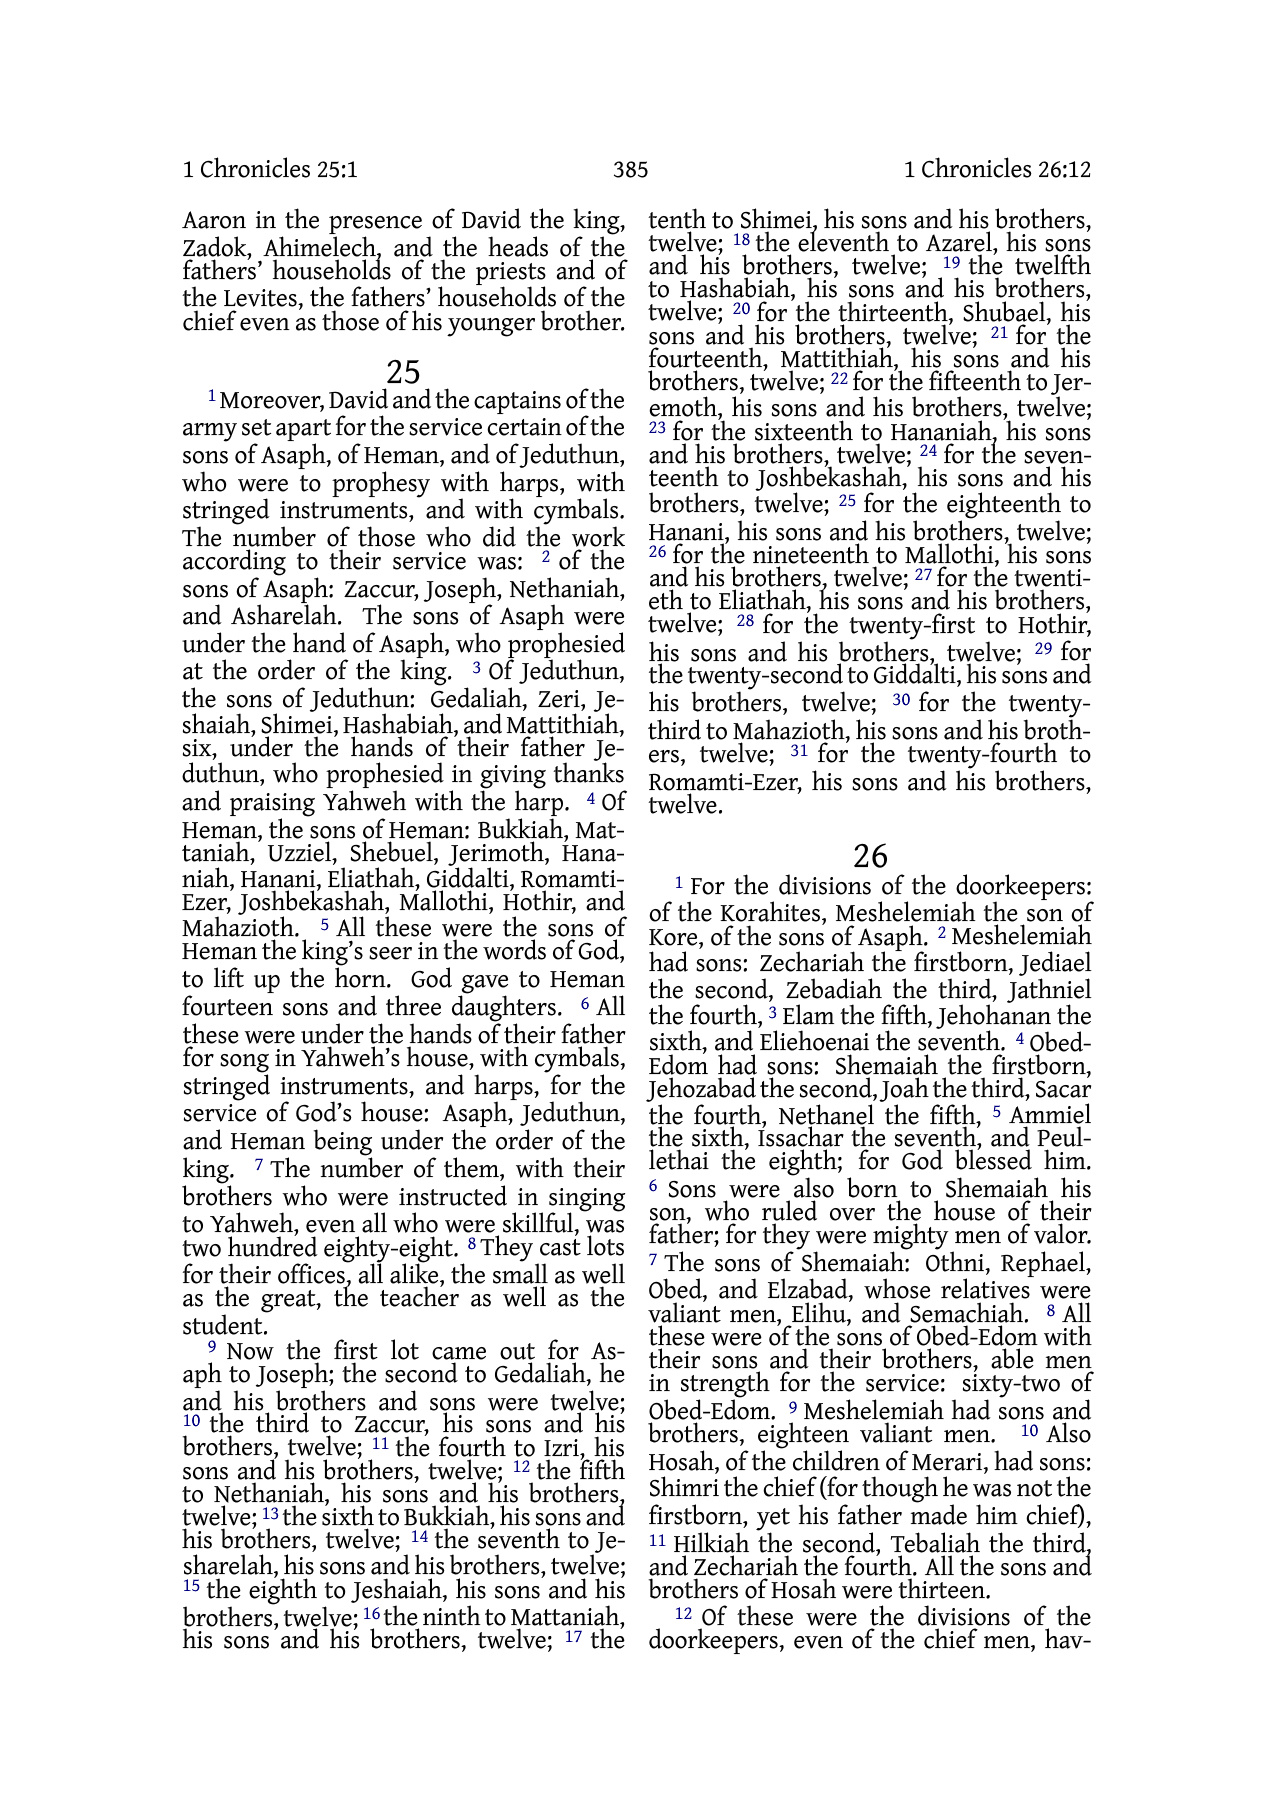 1 Chronicles 25:1 385 1 Chronicles 26:12
Aaron in the presence of David the king,
Zadok, Ahimelech, and the heads of the
fathers’ households of the priests and of
the Levites, the fathers’ households of the
chief even as those of his younger brother.
25
1 Moreover, David and the captains of the
army set apart for the service certain of the
sons of Asaph, of Heman, and of Jeduthun,
who were to prophesy with harps, with
stringed instruments, and with cymbals.
The number of those who did the work
according to their service was: 2 of the
sons of Asaph: Zaccur, Joseph, Nethaniah,
and Asharelah. The sons of Asaph were
under the hand of Asaph, who prophesied
at the order of the king. 3 Of Jeduthun,
the sons of Jeduthun: Gedaliah, Zeri, Je-
shaiah, Shimei, Hashabiah, and Mattithiah,
six, under the hands of their father Je-
duthun, who prophesied in giving thanks
and praising Yahweh with the harp. 4 Of
Heman, the sons of Heman: Bukkiah, Mat-
taniah, Uzziel, Shebuel, Jerimoth, Hana-
niah, Hanani, Eliathah, Giddalti, Romamti-
Ezer, Joshbekashah, Mallothi, Hothir, and
Mahazioth. 5 All these were the sons of
Heman the king’s seer in the words of God,
to lift up the horn. God gave to Heman
fourteen sons and three daughters. 6 All
these were under the hands of their father
for song in Yahweh’s house, with cymbals,
stringed instruments, and harps, for the
service of God’s house: Asaph, Jeduthun,
and Heman being under the order of the
king. 7 The number of them, with their
brothers who were instructed in singing
to Yahweh, even all who were skillful, was
two hundred eighty-eight. 8 They cast lots
for their offices, all alike, the small as well
as the great, the teacher as well as the
student.
9 Now the first lot came out for As-
aph to Joseph; the second to Gedaliah, he
and his brothers and sons were twelve;
10 the third to Zaccur, his sons and his
brothers, twelve; 11 the fourth to Izri, his
sons and his brothers, twelve; 12 the fifth
to Nethaniah, his sons and his brothers,
twelve; 13 the sixth to Bukkiah, his sons and
his brothers, twelve; 14 the seventh to Je-
sharelah, his sons and his brothers, twelve;
15 the eighth to Jeshaiah, his sons and his
brothers, twelve; 16 the ninth to Mattaniah,
his sons and his brothers, twelve; 17 the
tenth to Shimei, his sons and his brothers,
twelve; 18 the eleventh to Azarel, his sons
and his brothers, twelve; 19 the twelfth
to Hashabiah, his sons and his brothers,
twelve; 20 for the thirteenth, Shubael, his
sons and his brothers, twelve; 21 for the
fourteenth, Mattithiah, his sons and his
brothers, twelve; 22 for the fifteenth to Jer-
emoth, his sons and his brothers, twelve;
23 for the sixteenth to Hananiah, his sons
and his brothers, twelve; 24 for the seven-
teenth to Joshbekashah, his sons and his
brothers, twelve; 25 for the eighteenth to
Hanani, his sons and his brothers, twelve;
26 for the nineteenth to Mallothi, his sons
and his brothers, twelve; 27 for the twenti-
eth to Eliathah, his sons and his brothers,
twelve; 28 for the twenty-first to Hothir,
his sons and his brothers, twelve; 29 for
the twenty-second to Giddalti, his sons and
his brothers, twelve; 30 for the twenty-
third to Mahazioth, his sons and his broth-
ers, twelve; 31 for the twenty-fourth to
Romamti-Ezer, his sons and his brothers,
twelve.
26
1 For the divisions of the doorkeepers:
of the Korahites, Meshelemiah the son of
Kore, of the sons of Asaph. 2 Meshelemiah
had sons: Zechariah the firstborn, Jediael
the second, Zebadiah the third, Jathniel
the fourth, 3 Elam the fifth, Jehohanan the
sixth, and Eliehoenai the seventh. 4 Obed-
Edom had sons: Shemaiah the firstborn,
Jehozabad the second, Joah the third, Sacar
the fourth, Nethanel the fifth, 5 Ammiel
the sixth, Issachar the seventh, and Peul-
lethai the eighth; for God blessed him.
6 Sons were also born to Shemaiah his
son, who ruled over the house of their
father; for they were mighty men of valor.
7 The sons of Shemaiah: Othni, Rephael,
Obed, and Elzabad, whose relatives were
valiant men, Elihu, and Semachiah. 8 All
these were of the sons of Obed-Edom with
their sons and their brothers, able men
in strength for the service: sixty-two of
Obed-Edom. 9 Meshelemiah had sons and
brothers, eighteen valiant men. 10 Also
Hosah, of the children of Merari, had sons:
Shimri the chief (for though he was not the
firstborn, yet his father made him chief),
11 Hilkiah the second, Tebaliah the third,
and Zechariah the fourth. All the sons and
brothers of Hosah were thirteen.
12 Of these were the divisions of the
doorkeepers, even of the chief men, hav-